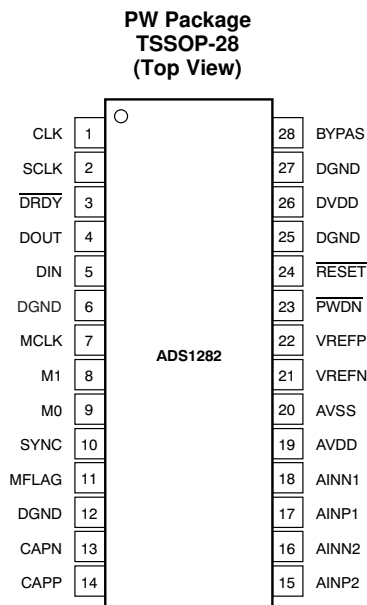 PW Package
TSSOP-28
(Top View)
CLK 1 28 BYPAS
SCLK 2 27 DGND
DRDY 3 26 DVDD
DOUT 4 25 DGND
DIN 5 24 RESET
DGND 6 23 PWDN
MCLK 7 22 VREFP
ADS1282
M1 8 21 VREFN
M0 9 20 AVSS
SYNC 10 19 AVDD
MFLAG 11 18 AINN1
DGND 12 17 AINP1
CAPN 13 16 AINN2
CAPP 14 15 AINP2